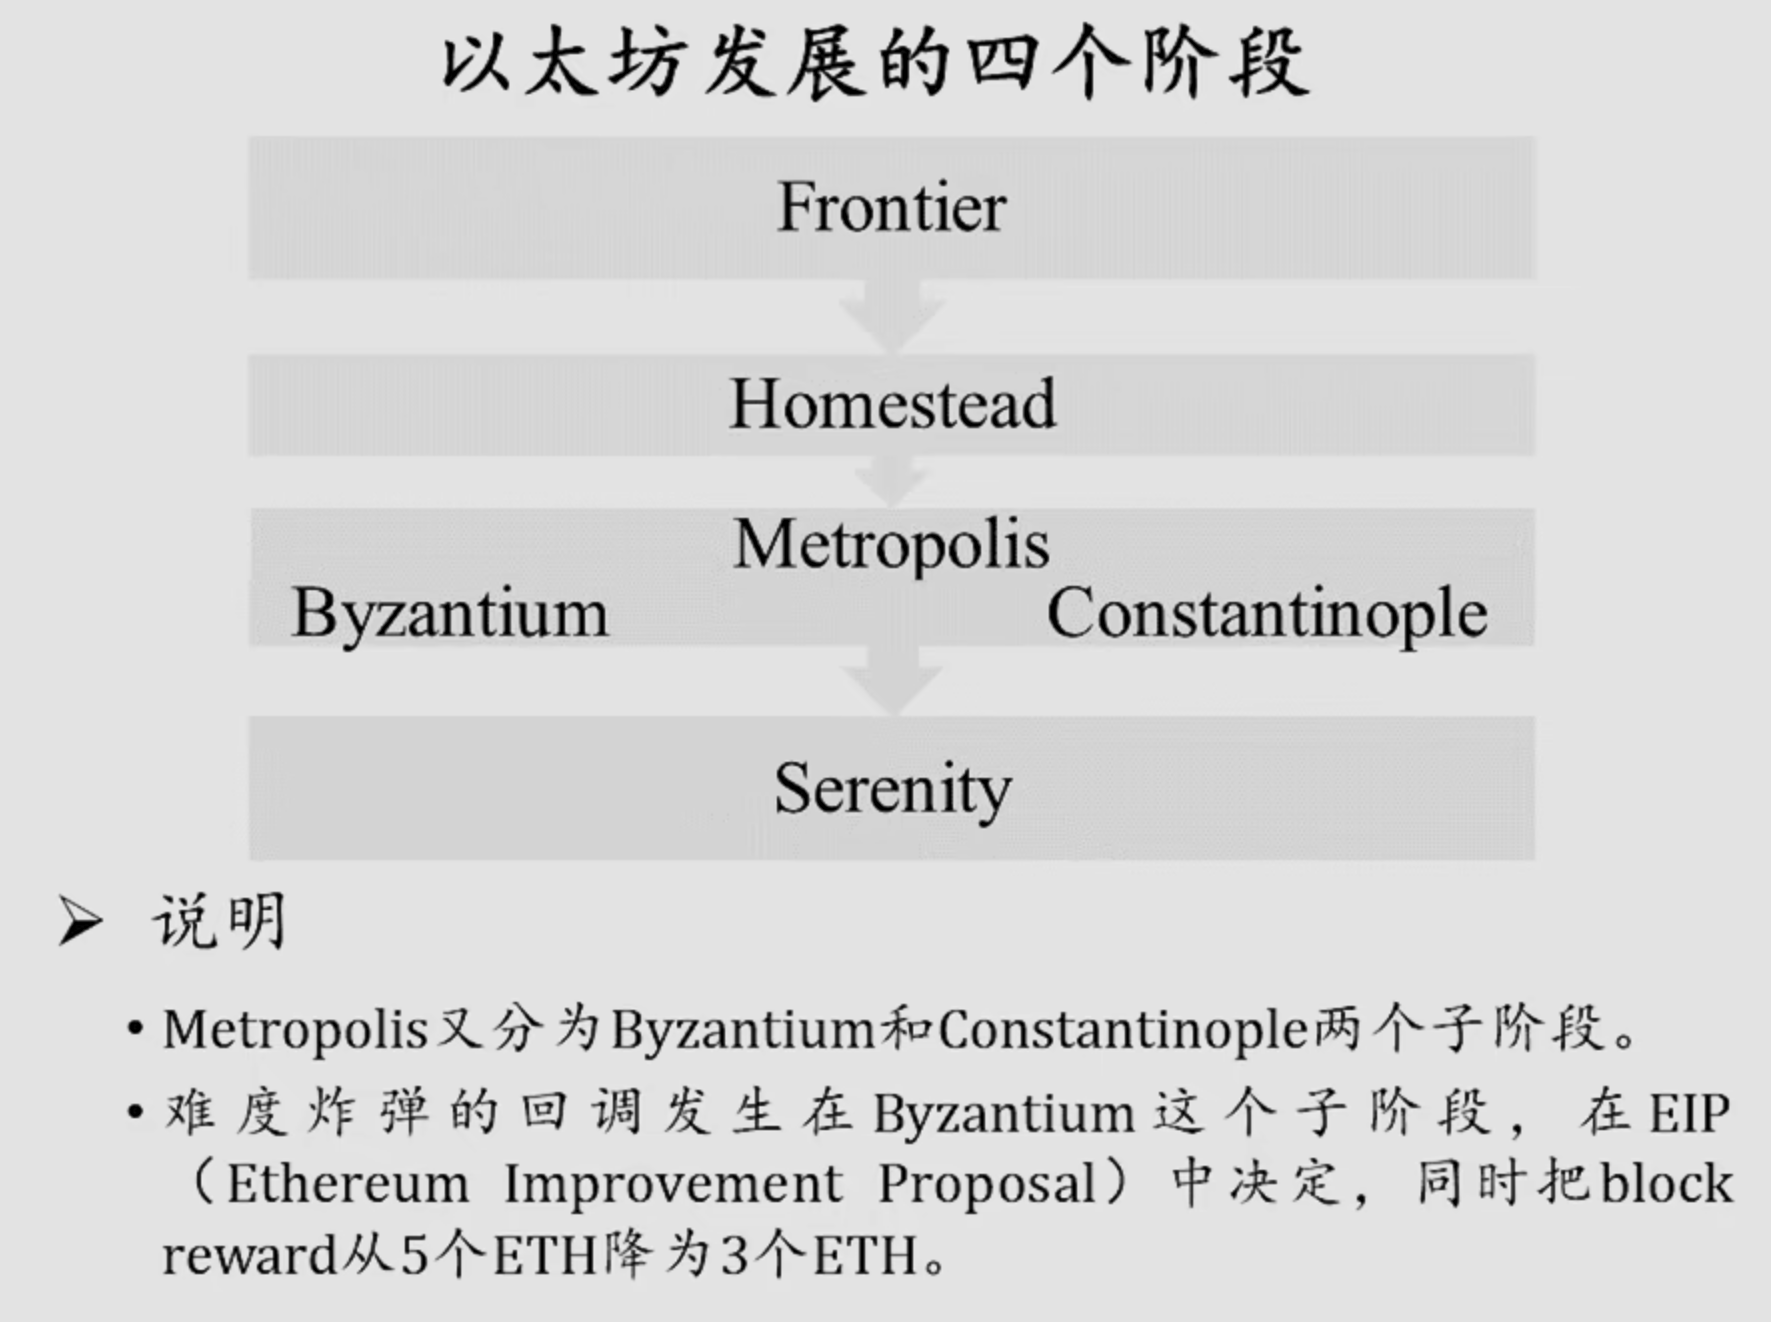 以太坊发展的四个阶段
Frontier
Homestead
Metropolis
Byzantium Constantinople
Serenity
➢ 说明
• Metropolis又分为Byzantium和Constantinople两个子阶段。
• 难度炸弹的回调发生在Byzantium这个子阶段，在EIP
（Ethereum Improvement Proposal）中决定，同时把block
reward从5个ETH降为3个ETH。